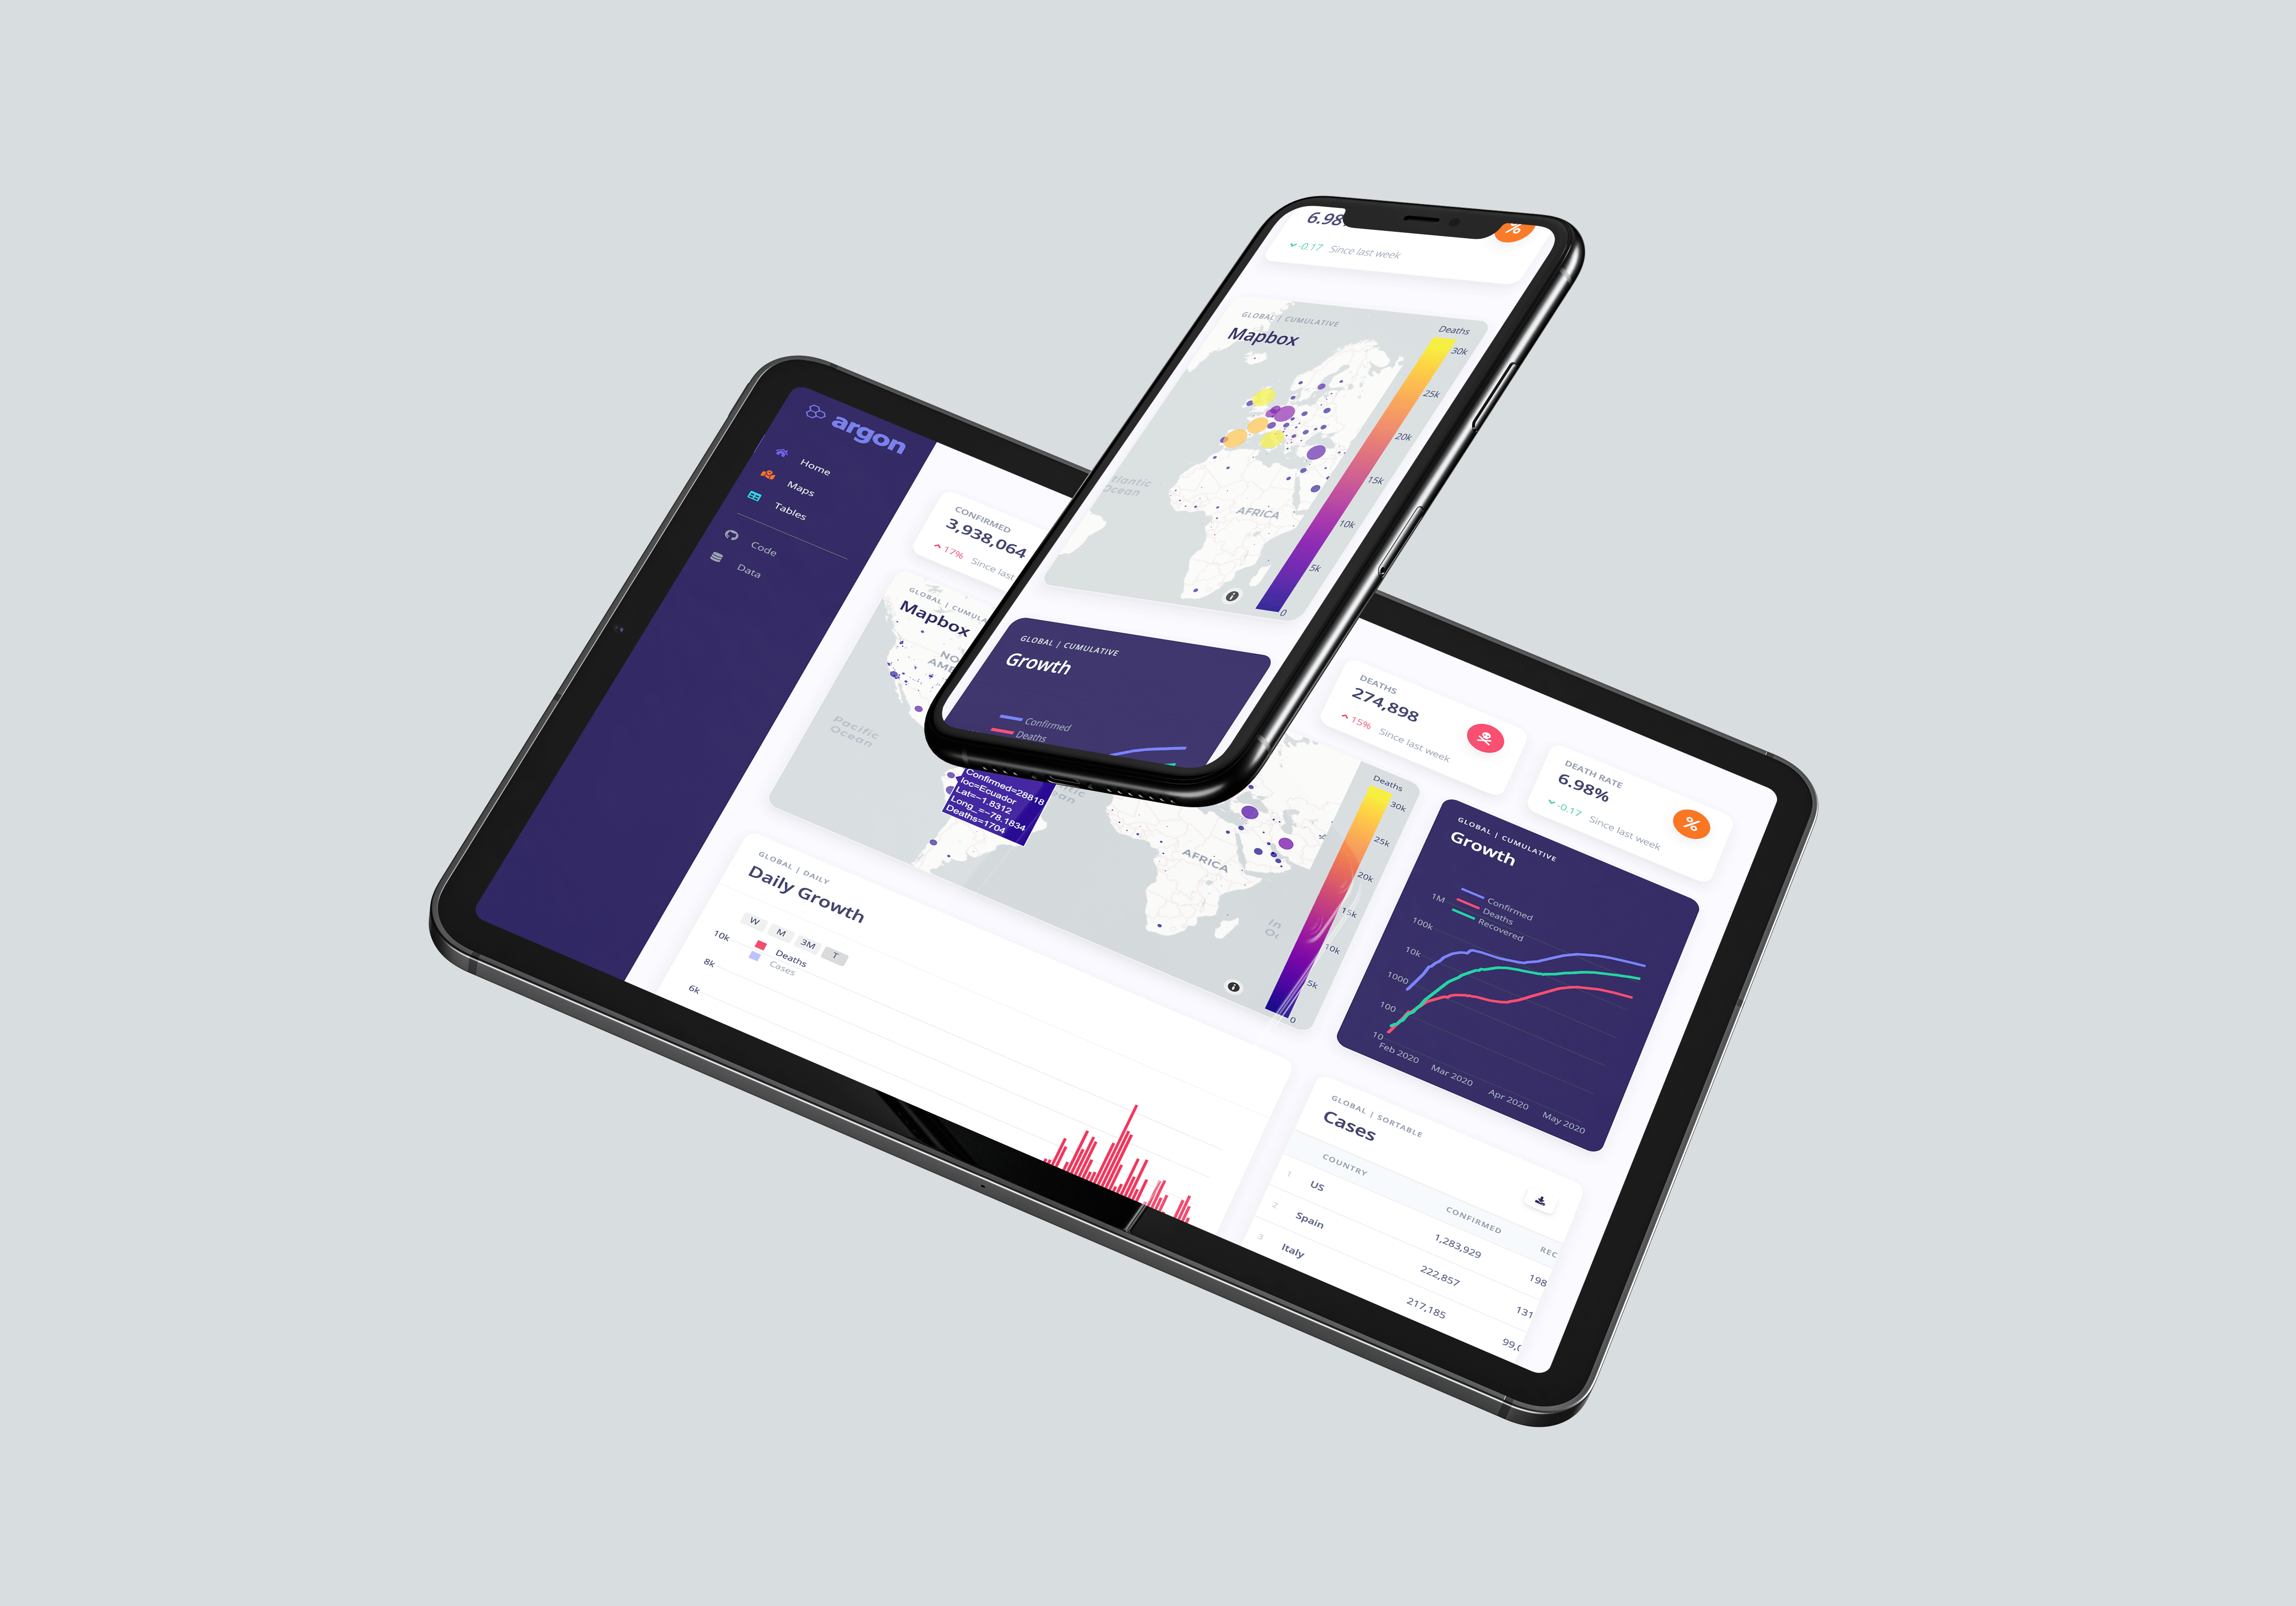 6.98
%
-0.17 Since last week
GLOBAL | CUMULATIVE
Mapbox
Deaths
30k
25k
20k
15k
10k
5k
0
tlantic
Ocean
AFRICA
GLOBAL | CUMULATIVE
Growth
Confirmed
Deaths
argon
Home
Maps
Tables
Code
Data
CONFIRMED
3,938,064
17% Since last
GLOBAL | CUMULA
Mapbox
NO
AM
Pacific
Ocean
Confirmed=28818
loc=Ecuador
Lat=-1.8312
Long_=-78.1834
Deaths=1704
ntic
an
AFRICA
In
Oc
Deaths
30k
25k
20k
15k
10k
5k
0
DEATHS
274,898
15% Since last week
DEATH RATE
6.98%
-0.17 Since last week
%
GLOBAL | CUMULATIVE
Growth
Confirmed
Deaths
Recovered
1M
100k
10k
1000
100
10
Feb 2020
Mar 2020
Apr 2020
May 2020
GLOBAL | DAILY
Daily Growth
W M 3M T
Deaths
Cases
10k
8k
6k
GLOBAL | SORTABLE
Cases
COUNTRY CONFIRMED REC
1 US 1,283,929 198
2 Spain 222,857 131
3 Italy 217,185 99,0